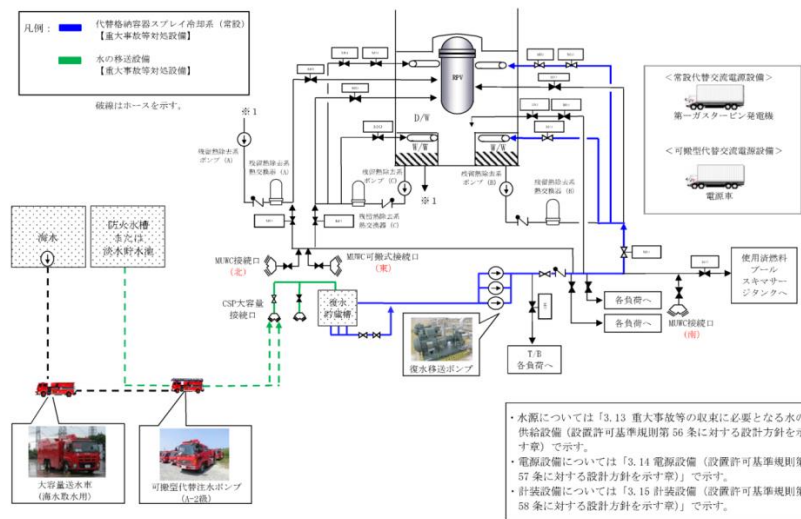 凡例：
代替格納容器スプレイ冷却系（常設）
【重大事故等対処設備】
水の移送設備
【重大事故等対処設備】
破線はホースを示す。
※1
RPV
D/W
W/W
W/W
※1
残留熱除去系
ポンプ (A)
残留熱除去系
熱交換器 (A)
残留熱除去系
ポンプ (C)
残留熱除去系
熱交換器 (C)
残留熱除去系
ポンプ (B)
残留熱除去系
熱交換器
(B)
＜常設代替交流電源設備＞
第一ガスタービン発電機
＜可搬型代替交流電源設備＞
電源車
海水
防火水槽
または
淡水貯水池
MUWC接続口
(北)
MUWC可搬式接続口
(東)
CSP大容量
接続口
復水
貯蔵槽
復水移送ポンプ
T/B
各負荷へ
各負荷へ
各負荷へ
MUWC接続口
(南)
使用済燃料
プール
スキマサー
ジタンクへ
大容量送水車
(海水取水用)
可搬型代替注水ポンプ
(A-2級)
・水源については「3.13 重大事故等の収束に必要となる水の
供給設備（設置許可基準規則第 56 条に対する設計方針を示
す章）で示す。
・電源設備については「3.14 電源設備（設置許可基準規則第
57 条に対する設計方針を示す章）」で示す。
・計装設備については「3.15 計装設備（設置許可基準規則第
58 条に対する設計方針を示す章）」で示す。